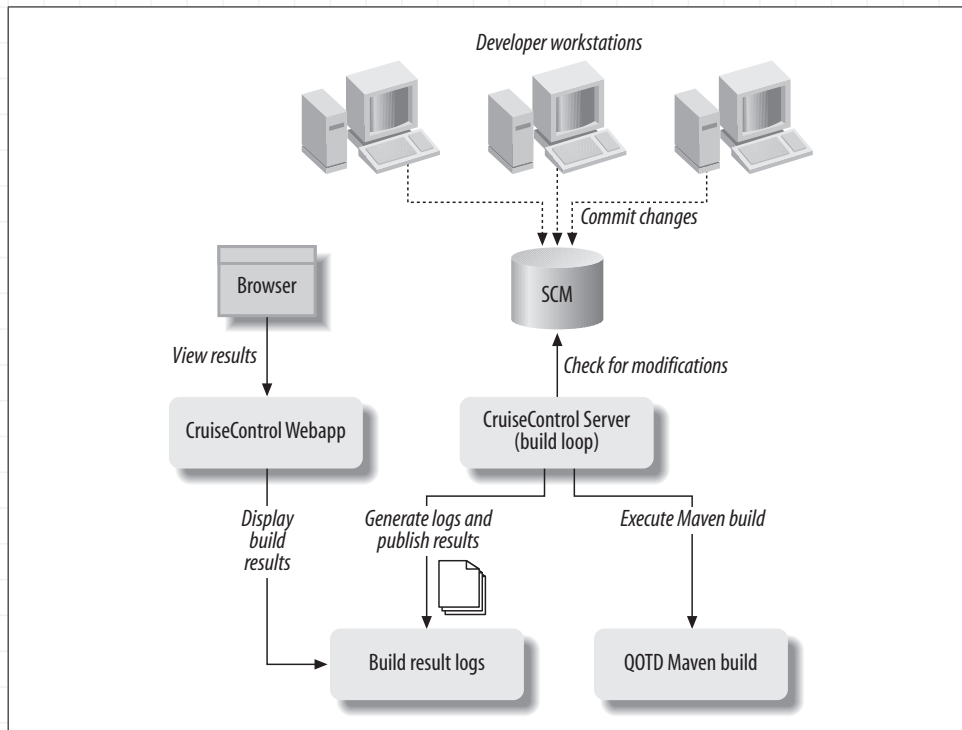 Developer workstations
Commit changes
Browser
SCM
View results
Check for modifications
CruiseControl Webapp
CruiseControl Server
(build loop)
Display
build
results
Generate logs and
publish results
Execute Maven build
Build result logs
QOTD Maven build